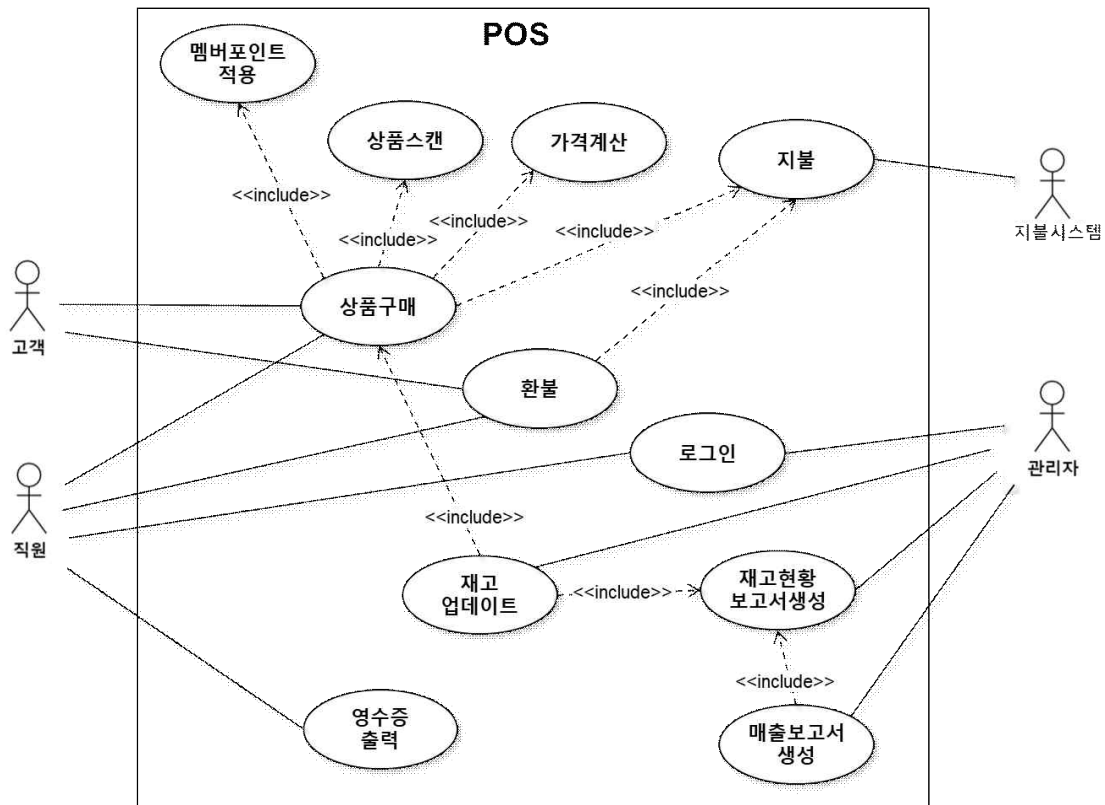 POS
멤버포인트
적용
상품스캔
가격계산
지불
<<include>>
<<include>>
<<include>>
<<include>>
지불시스템
<<include>>
상품구매
고객
환불
로그인
관리자
<<include>>
직원
재고
업데이트
<<include>>
재고현황
보고서생성
<<include>>
영수증
출력
매출보고서
생성